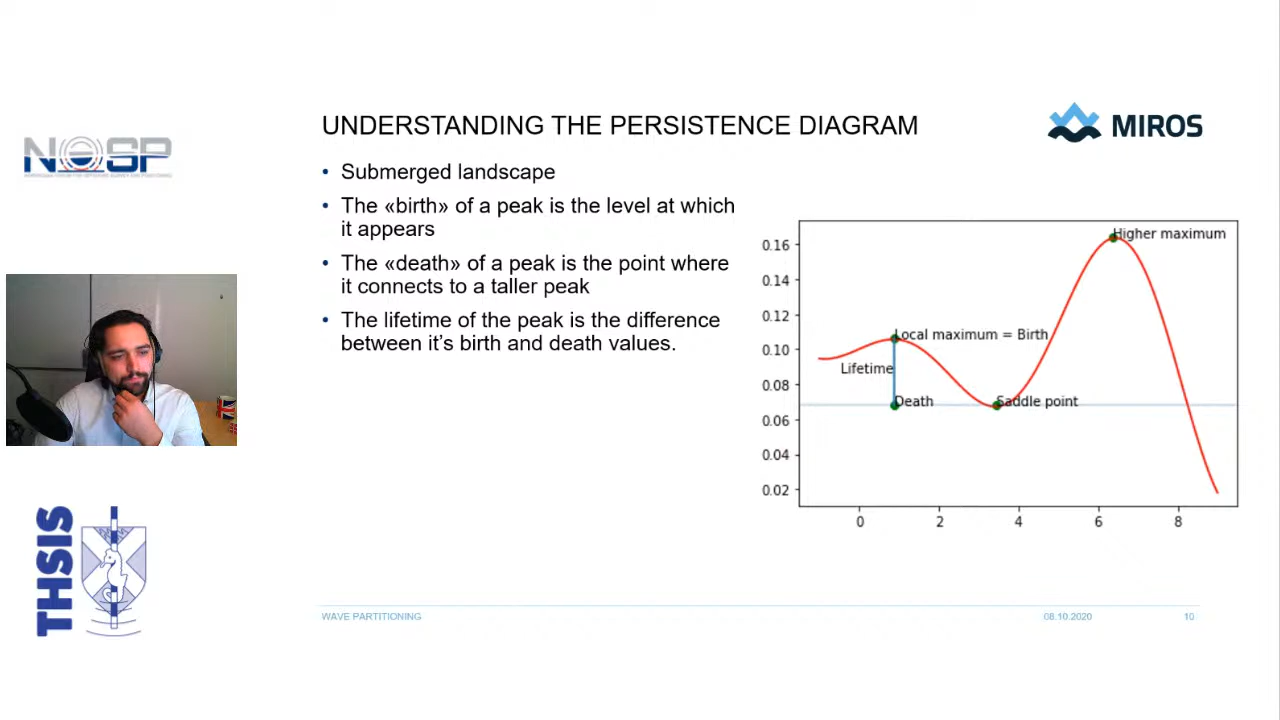 UNDERSTANDING THE PERSISTENCE DIAGRAM
MIROS
NOSP
• Submerged landscape
• The «birth» of a peak is the level at which
it appears
• The «death» of a peak is the point where
it connects to a taller peak
• The lifetime of the peak is the difference
between it's birth and death values.
Higher maximum
Local maximum = Birth
Lifetime
Death
Saddle point
0.16
0.14
0.12
0.10
0.08
0.06
0.04
0.02
0 2 4 6 8
THSIS
WAVE PARTITIONING
08.10.2020
10